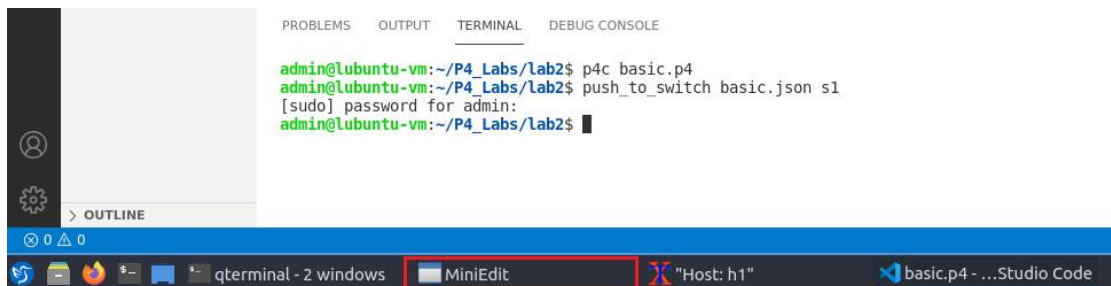 PROBLEMS OUTPUT TERMINAL DEBUG CONSOLE
admin@lubuntu-vm:~/P4_Labs/lab2$ p4c basic.p4
admin@lubuntu-vm:~/P4_Labs/lab2$ push_to_switch basic.json s1
[sudo] password for admin:
admin@lubuntu-vm:~/P4_Labs/lab2$
> OUTLINE
0 0
qterminal - 2 windows MiniEdit "Host: h1" basic.p4 - ...Studio Code